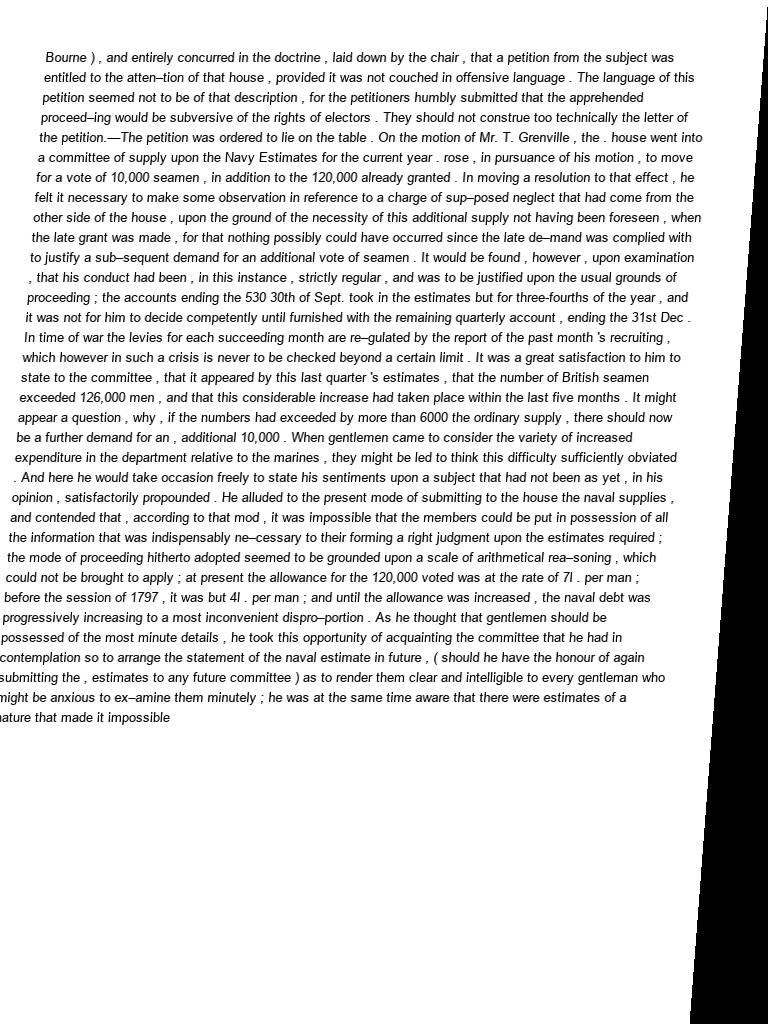 Bourne ) , and entirely concurred in the doctrine , laid down by the chair , that a petition from the subject was
entitled to the atten–tion of that house , provided it was not couched in offensive language . The language of this
petition seemed not to be of that description , for the petitioners humbly submitted that the apprehended
proceed–ing would be subversive of the rights of electors . They should not construe too technically the letter of
the petition.—The petition was ordered to lie on the table . On the motion of Mr. T. Grenville , the . house went into
a committee of supply upon the Navy Estimates for the current year . rose , in pursuance of his motion , to move
for a vote of 10,000 seamen , in addition to the 120,000 already granted . In moving a resolution to that effect , he
felt it necessary to make some observation in reference to a charge of sup–posed neglect that had come from the
other side of the house , upon the ground of the necessity of this additional supply not having been foreseen , when
the late grant was made , for that nothing possibly could have occurred since the late de–mand was complied with
to justify a sub–sequent demand for an additional vote of seamen . It would be found , however , upon examination
, that his conduct had been , in this instance , strictly regular , and was to be justified upon the usual grounds of
proceeding ; the accounts ending the 530 30th of Sept. took in the estimates but for three-fourths of the year , and
it was not for him to decide competently until furnished with the remaining quarterly account , ending the 31st Dec .
In time of war the levies for each succeeding month are re–gulated by the report of the past month 's recruiting ,
which however in such a crisis is never to be checked beyond a certain limit . It was a great satisfaction to him to
state to the committee , that it appeared by this last quarter 's estimates , that the number of British seamen
exceeded 126,000 men , and that this considerable increase had taken place within the last five months . It might
appear a question , why , if the numbers had exceeded by more than 6000 the ordinary supply , there should now
be a further demand for an , additional 10,000 . When gentlemen came to consider the variety of increased
expenditure in the department relative to the marines , they might be led to think this difficulty sufficiently obviated
. And here he would take occasion freely to state his sentiments upon a subject that had not been as yet , in his
opinion , satisfactorily propounded . He alluded to the present mode of submitting to the house the naval supplies ,
and contended that , according to that mod , it was impossible that the members could be put in possession of all
the information that was indispensably ne–cessary to their forming a right judgment upon the estimates required ;
the mode of proceeding hitherto adopted seemed to be grounded upon a scale of arithmetical rea–soning , which
could not be brought to apply ; at present the allowance for the 120,000 voted was at the rate of 7l . per man ;
before the session of 1797 , it was but 4l . per man ; and until the allowance was increased , the naval debt was
progressively increasing to a most inconvenient dispro–portion . As he thought that gentlemen should be
possessed of the most minute details , he took this opportunity of acquainting the committee that he had in
contemplation so to arrange the statement of the naval estimate in future , ( should he have the honour of again
submitting the , estimates to any future committee ) as to render them clear and intelligible to every gentleman who
might be anxious to ex–amine them minutely ; he was at the same time aware that there were estimates of a
nature that made it impossible